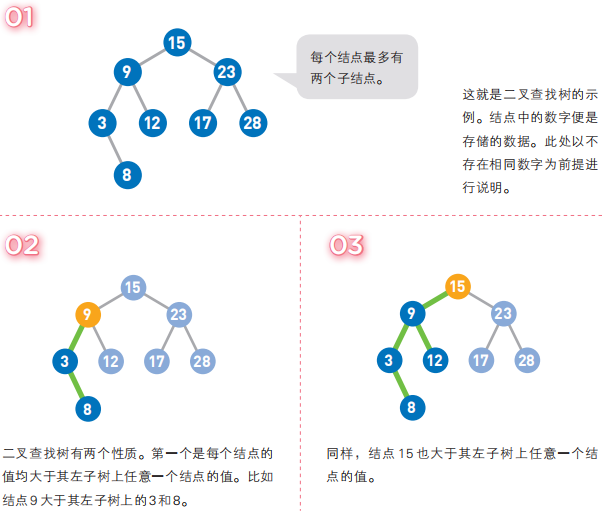 01
15
每个结点最多有
两个子结点。
9
23
3
12
17
28
8
这就是二叉查找树的示
例。结点中的数字便是
存储的数据。此处以不
存在相同数字为前提进
行说明。
02
15
9
23
3
12
17
28
8
二叉查找树有两个性质。第一个是每个结点的
值均大于其左子树上任意一个结点的值。比如
结点9大于其左子树上的3和8。
03
15
9
23
3
12
17
28
8
同样，结点15也大于其左子树上任意一个结
点的值。